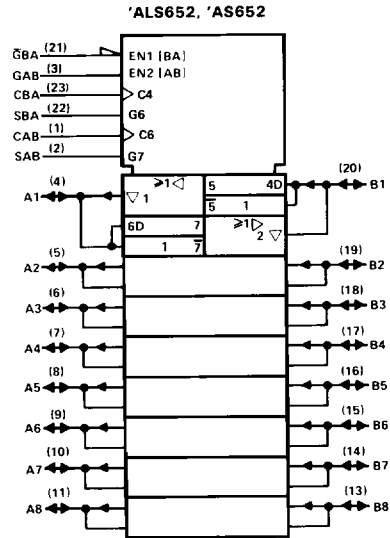 'ALS652, 'AS652
G̅BA (21) EN1 [BA]
GAB (3) EN2 [AB]
CBA (23) C4
SBA (22) G6
CAB (1) C6
SAB (2) G7
A1 (4) ≥1 ◁ 5 4D (20) B1
▽ 1 5̅ 1
6D 7 ≥1 ▷
1 7̅ 2 ▽
A2 (5) (19) B2
A3 (6) (18) B3
A4 (7) (17) B4
A5 (8) (16) B5
A6 (9) (15) B6
A7 (10) (14) B7
A8 (11) (13) B8